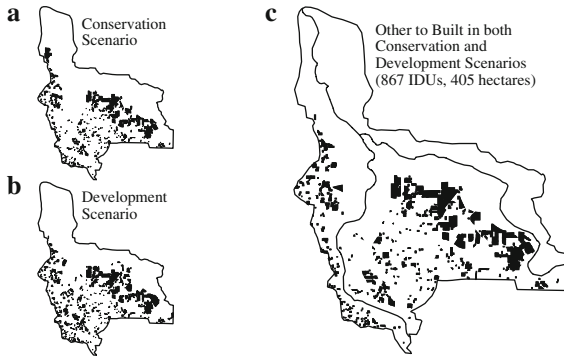 a
Conservation
Scenario
b
Development
Scenario
c
Other to Built in both
Conservation and
Development Scenarios
(867 IDUs, 405 hectares)